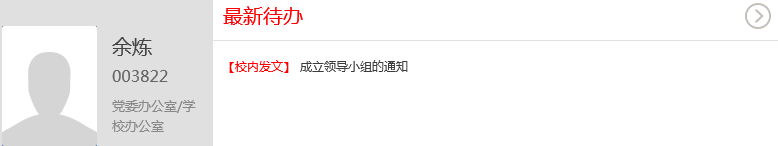 余炼
003822
党委办公室/学
校办公室
最新待办
【校内发文】 成立领导小组的通知